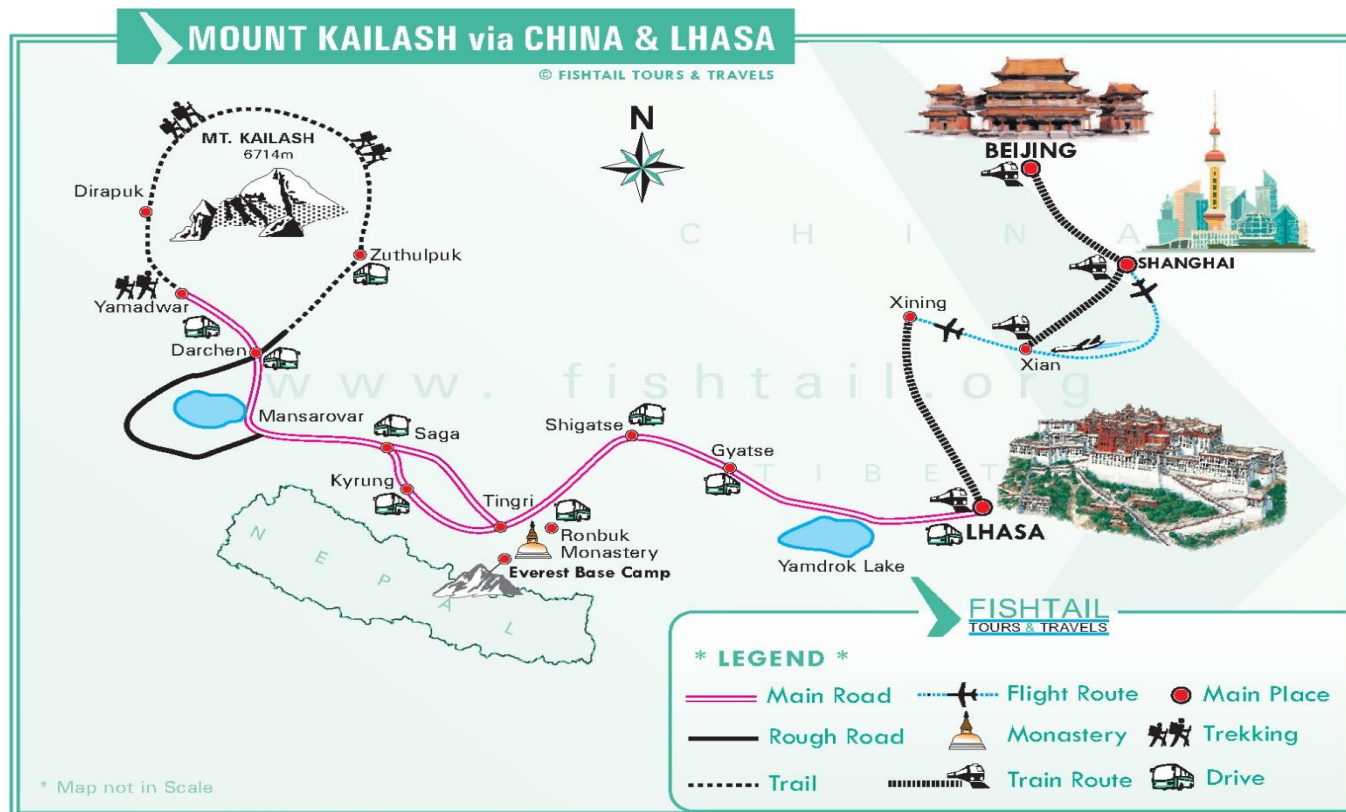 MOUNT KAILASH via CHINA & LHASA
© FISHTAIL TOURS & TRAVELS
MT. KAILASH
6714m
N
BEIJING
Dirapuk
Zuthulpuk
CHINA
SHANGHAI
Yamadwar
Xining
Darchen
Xian
www. fishtail.org
Mansarovar
Saga
Shigatse
Gyatse
TIBET
Kyrung
Tingri
Ronbuk
Monastery
LHASA
Everest Base Camp
Yamdrok Lake
NEPAL
FISHTAIL
TOURS & TRAVELS
* LEGEND *
Main Road
Flight Route
Main Place
Rough Road
Monastery
Trekking
Trail
Train Route
Drive
* Map not in Scale